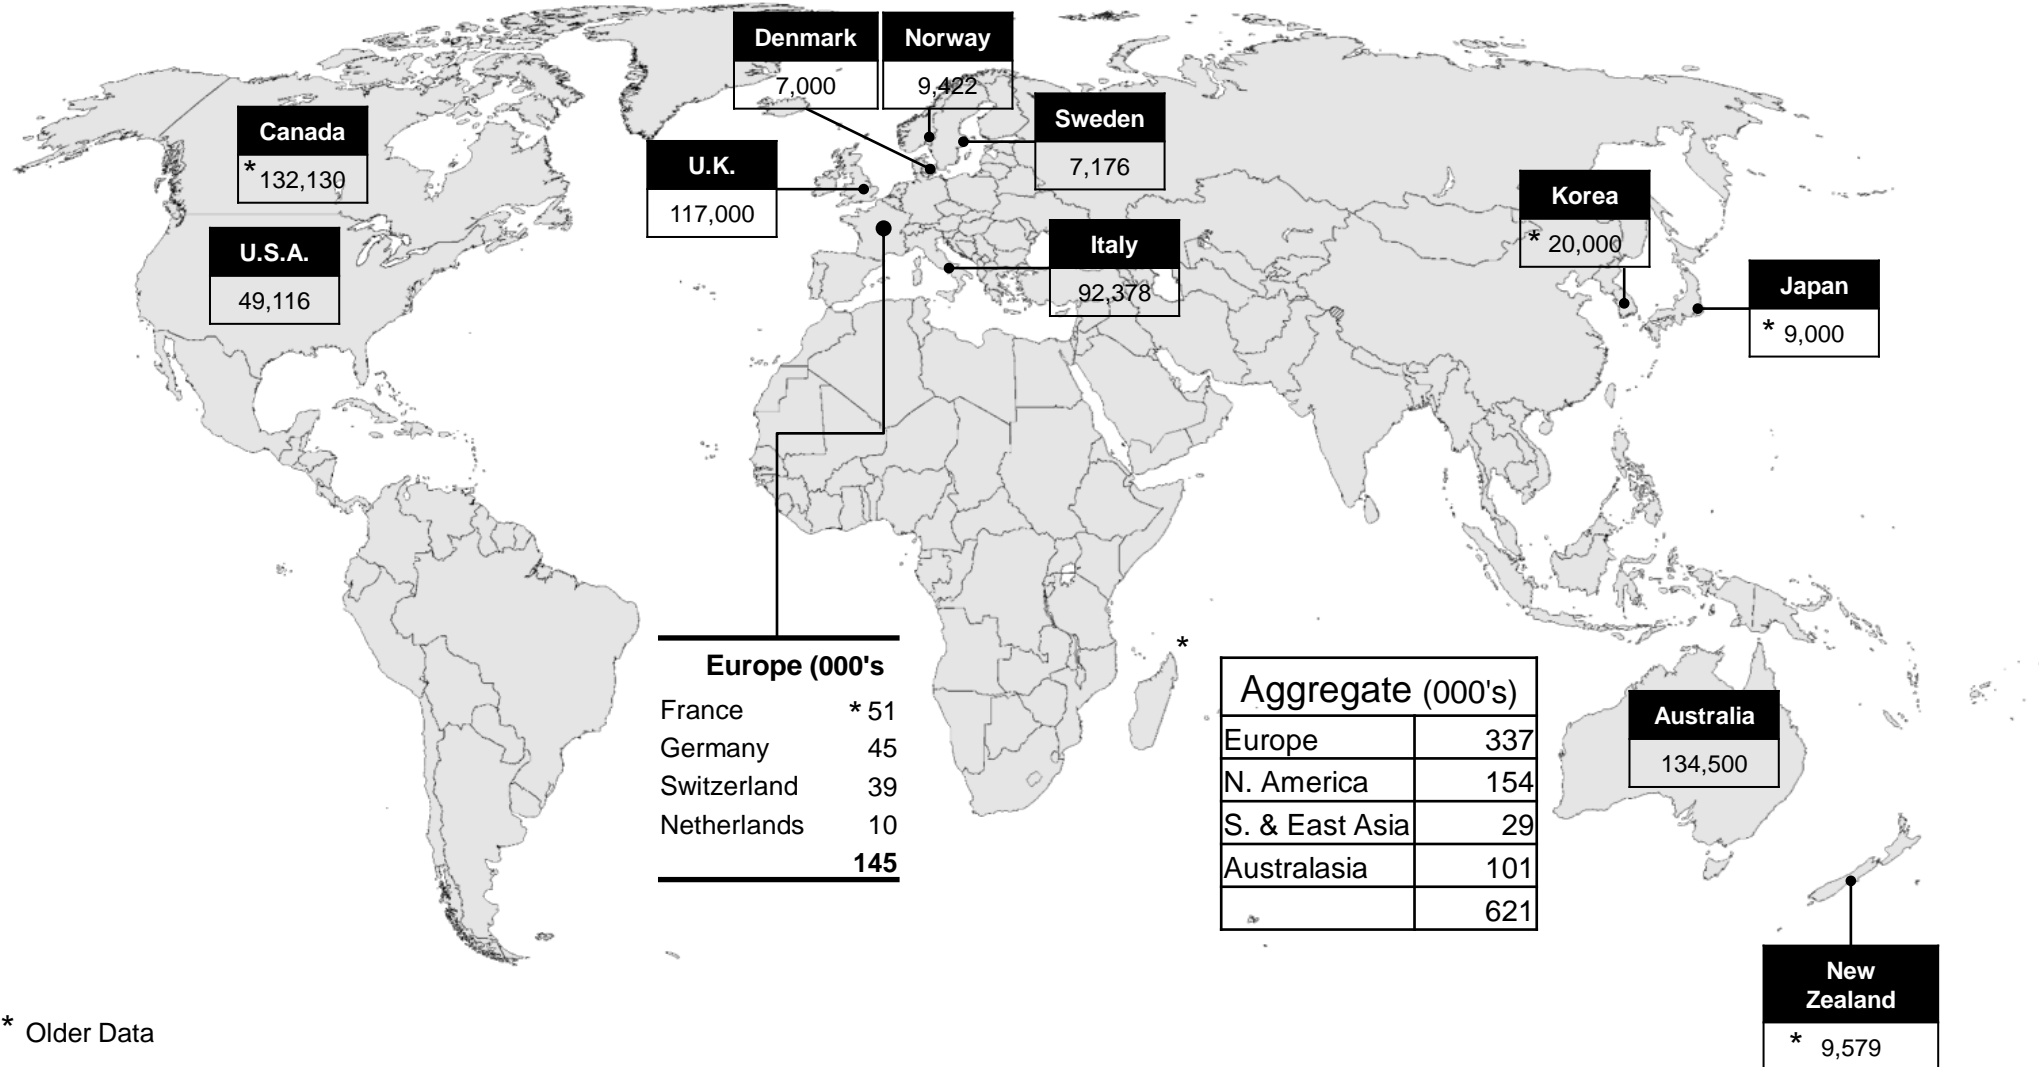 Denmark
7,000
Norway
9,422
Canada
* 132,130
Sweden
7,176
U.K.
117,000
Korea
* 20,000
U.S.A.
49,116
Italy
92,378
Japan
* 9,000
*
Europe (000's
France * 51
Germany 45
Switzerland 39
Netherlands 10
145
Aggregate (000's)
Europe 337
N. America 154
S. & East Asia 29
Australasia 101
621
Australia
134,500
New
Zealand
* 9,579
* Older Data